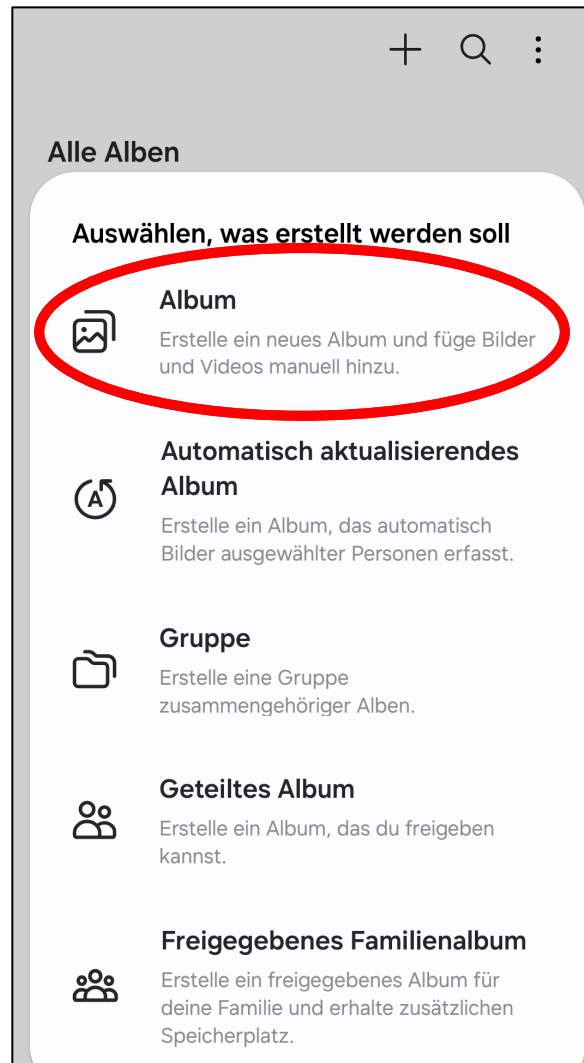 Alle Alben
Auswählen, was erstellt werden soll
Album
Erstelle ein neues Album und füge Bilder
und Videos manuell hinzu.
Automatisch aktualisierendes
Album
A
Erstelle ein Album, das automatisch
Bilder ausgewählter Personen erfasst.
Gruppe
Erstelle eine Gruppe
zusammengehöriger Alben.
Geteiltes Album
Erstelle ein Album, das du freigeben
kannst.
Freigegebenes Familienalbum
Erstelle ein freigegebenes Album für
deine Familie und erhalte zusätzlichen
Speicherplatz.